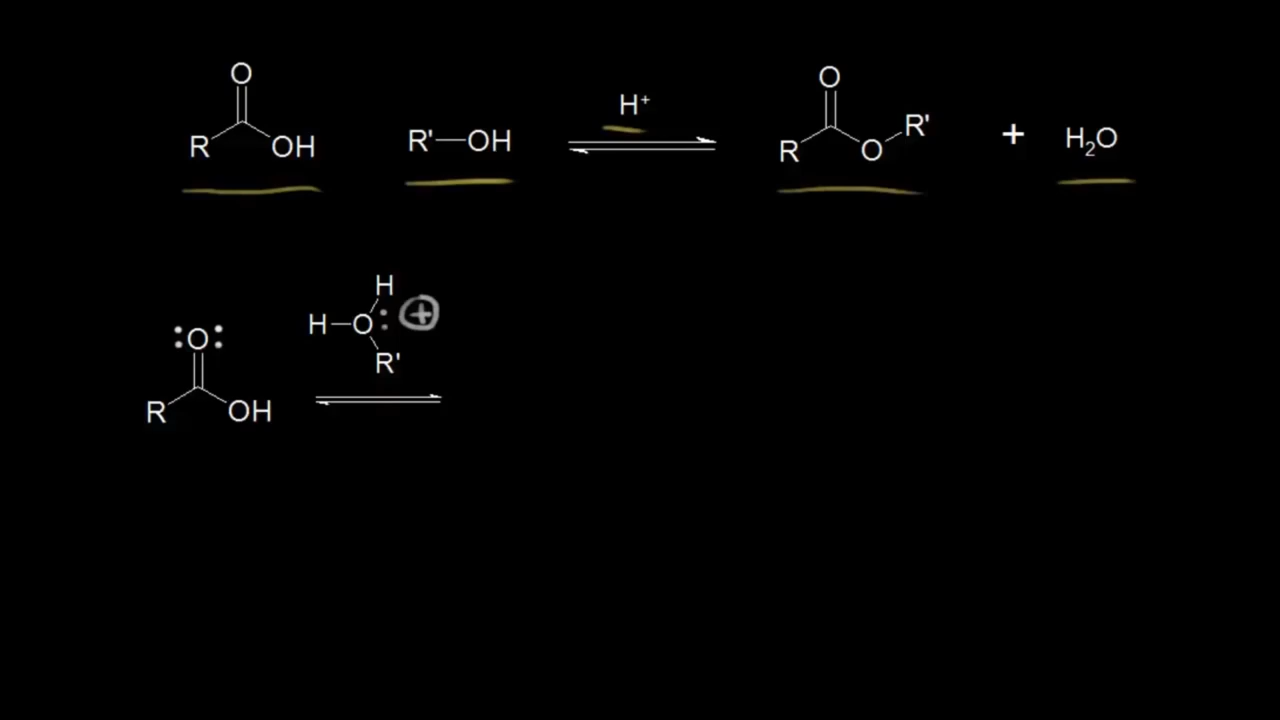 O H⁺ O
R OH R'—OH R O R' + H₂O
H
:O: H—O: +
R'
R OH